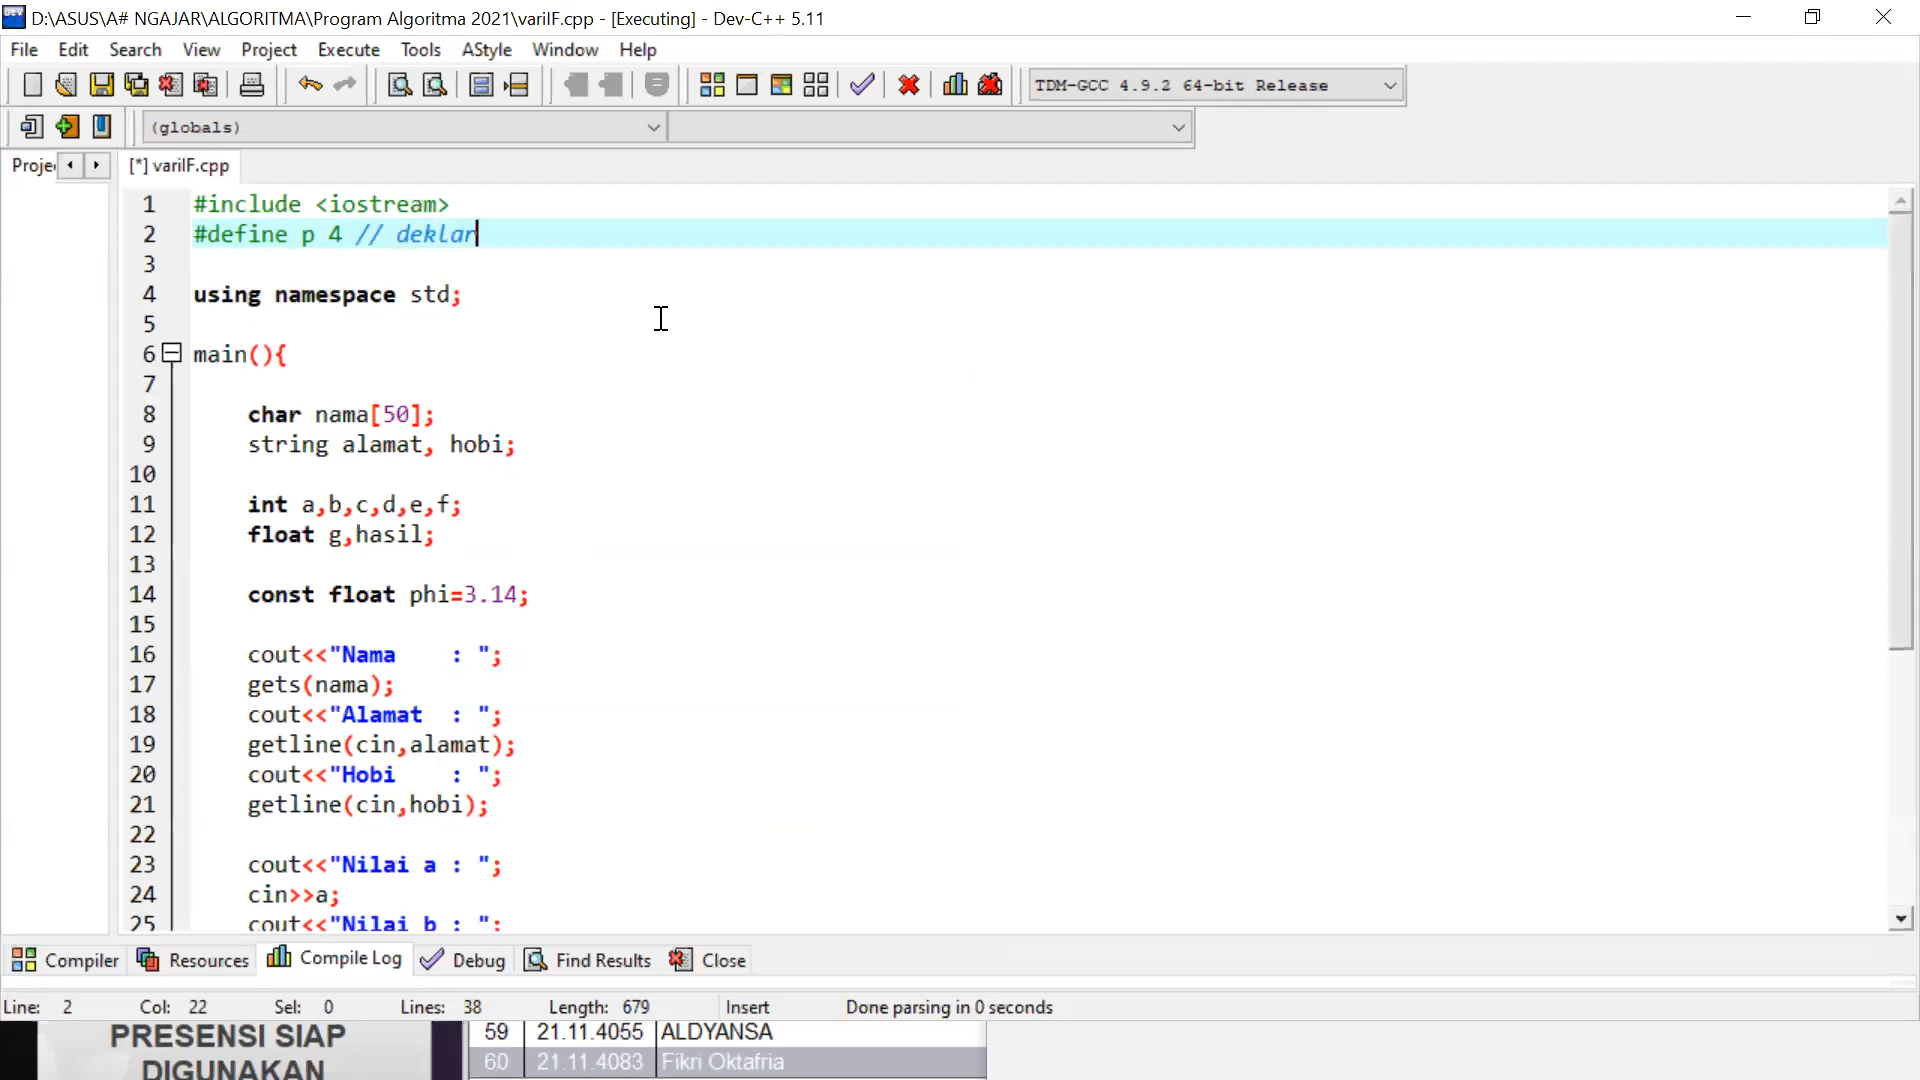 D:\ASUS\A# NGAJAR\ALGORITMA\Program Algoritma 2021\variIF.cpp - [Executing] - Dev-C++ 5.11
File Edit Search View Project Execute Tools AStyle Window Help
TDM-GCC 4.9.2 64-bit Release
(globals)
Projec [*] variIF.cpp
1 #include <iostream>
2 #define p 4 // deklar
3
4 using namespace std;
5
6 main(){
7
8 char nama[50];
9 string alamat, hobi;
10
11 int a,b,c,d,e,f;
12 float g,hasil;
13
14 const float phi=3.14;
15
16 cout<<"Nama    : ";
17 gets(nama);
18 cout<<"Alamat  : ";
19 getline(cin,alamat);
20 cout<<"Hobi    : ";
21 getline(cin,hobi);
22
23 cout<<"Nilai a : ";
24 cin>>a;
25 cout<<"Nilai b : ";
Compiler Resources Compile Log Debug Find Results Close
Line: 2 Col: 22 Sel: 0 Lines: 38 Length: 679 Insert Done parsing in 0 seconds
PRESENSI SIAP
DIGUNAKAN
59 21.11.4055 ALDYANSA
60 21.11.4083 Fikri Oktafria